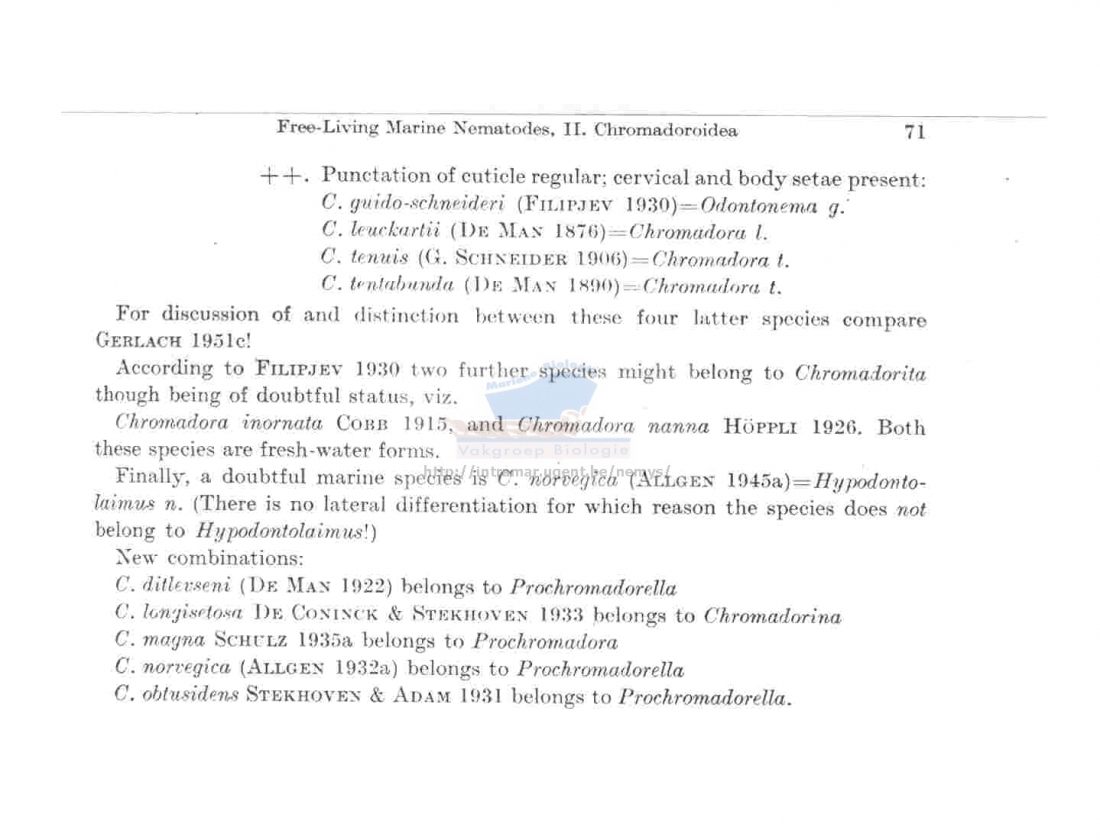 Free-Living Marine Nematodes, II. Chromadoroidea 71
++. Punctation of cuticle regular; cervical and body setae present:
C. guido-schneideri (FILIPJEV 1930)=Odontonema g.
C. leuckartii (DE MAN 1876)=Chromadora l.
C. tenuis (G. SCHNEIDER 1906)=Chromadora t.
C. tentabunda (DE MAN 1890)=Chromadora t.
For discussion of and distinction between these four latter species compare
GERLACH 1951c!
According to FILIPJEV 1930 two further species might belong to Chromadorita
though being of doubtful status, viz.
Chromadora inornata COBB 1915, and Chromadora nanna HÖPPLI 1926. Both
these species are fresh-water forms.
Finally, a doubtful marine species is C. norvegica (ALLGEN 1945a)=Hypodonto-
laimus n. (There is no lateral differentiation for which reason the species does not
belong to Hypodontolaimus!)
New combinations:
C. ditlevseni (DE MAN 1922) belongs to Prochromadorella
C. longisetosa DE CONINCK & STEKHOVEN 1933 belongs to Chromadorina
C. magna SCHULZ 1935a belongs to Prochromadora
C. norvegica (ALLGEN 1932a) belongs to Prochromadorella
C. obtusidens STEKHOVEN & ADAM 1931 belongs to Prochromadorella.
Mariene Biologie
Vakgroep Biologie
http://intramar.ugent.be/nemys/